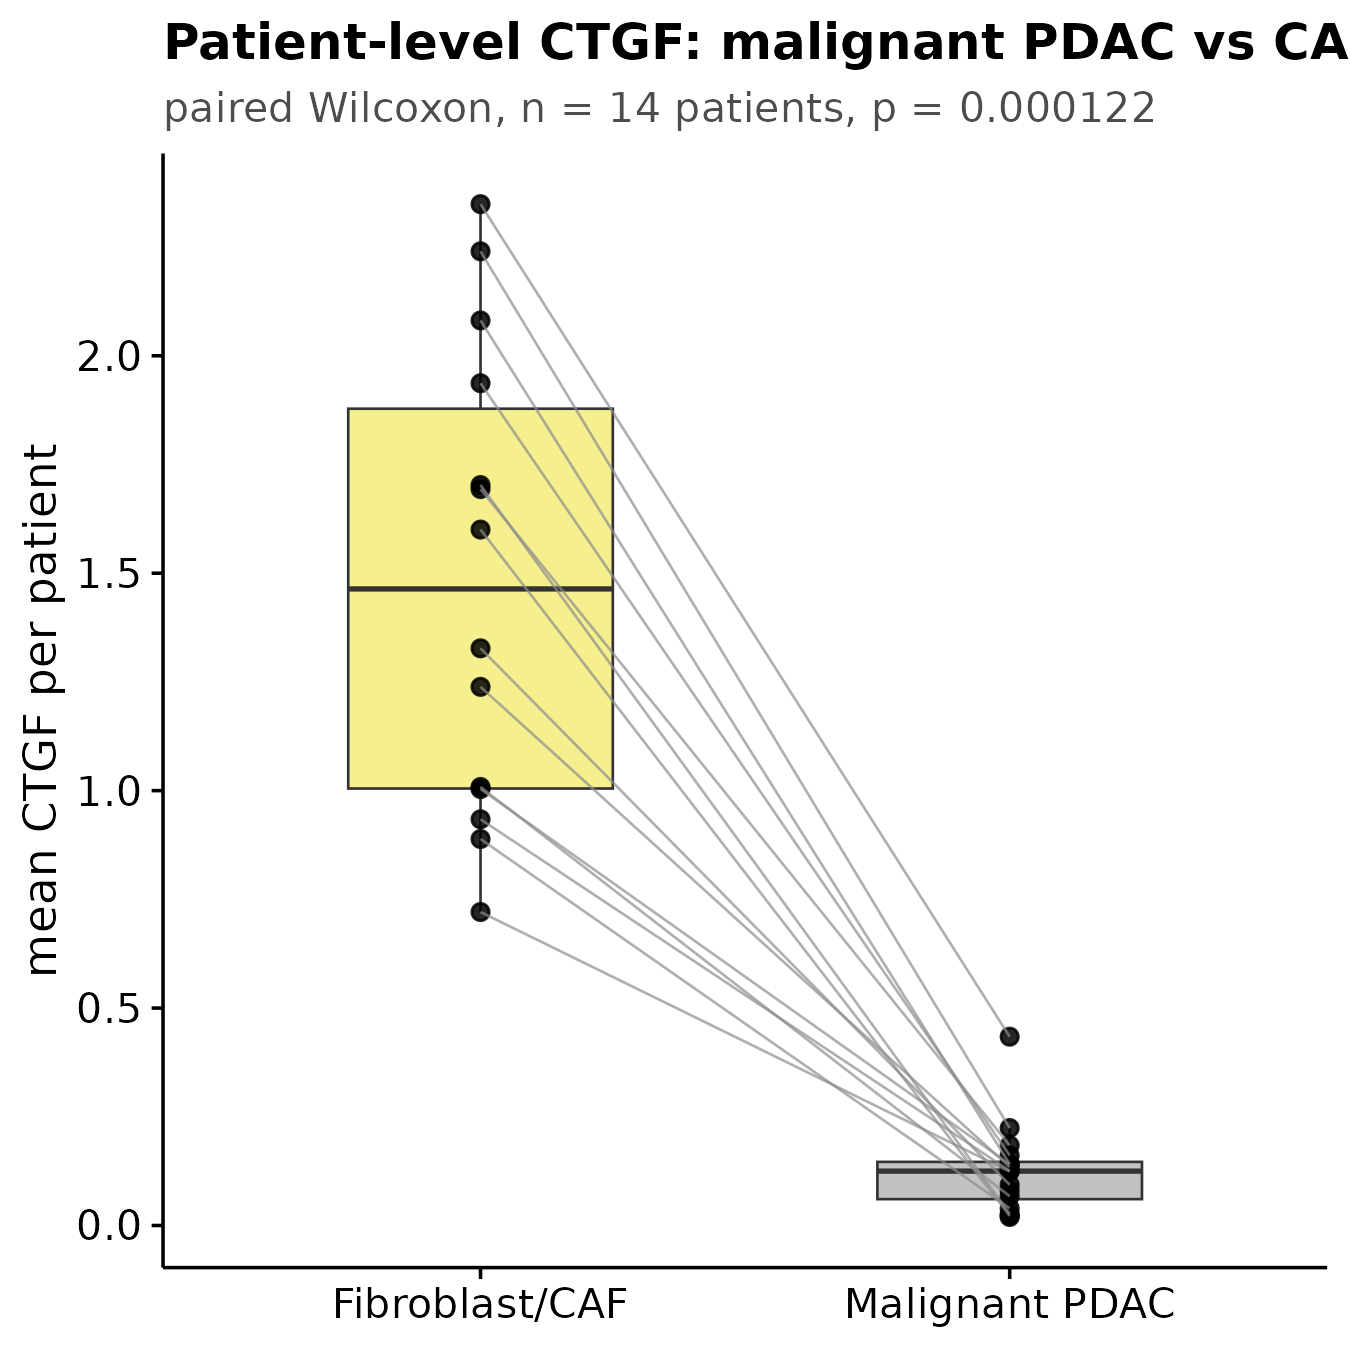 Patient-level CTGF: malignant PDAC vs CA
paired Wilcoxon, n = 14 patients, p = 0.000122
mean CTGF per patient
2.0
1.5
1.0
0.5
0.0
Fibroblast/CAF
Malignant PDAC